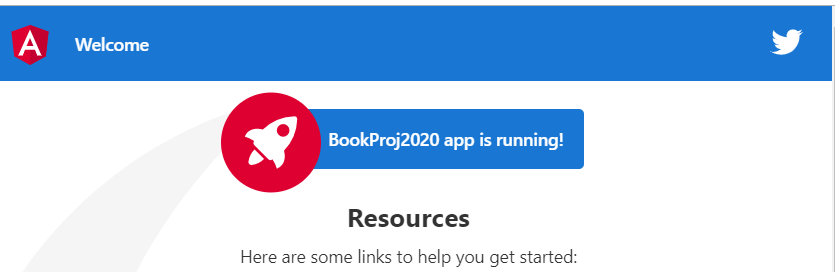 Welcome
BookProj2020 app is running!
Resources
Here are some links to help you get started: